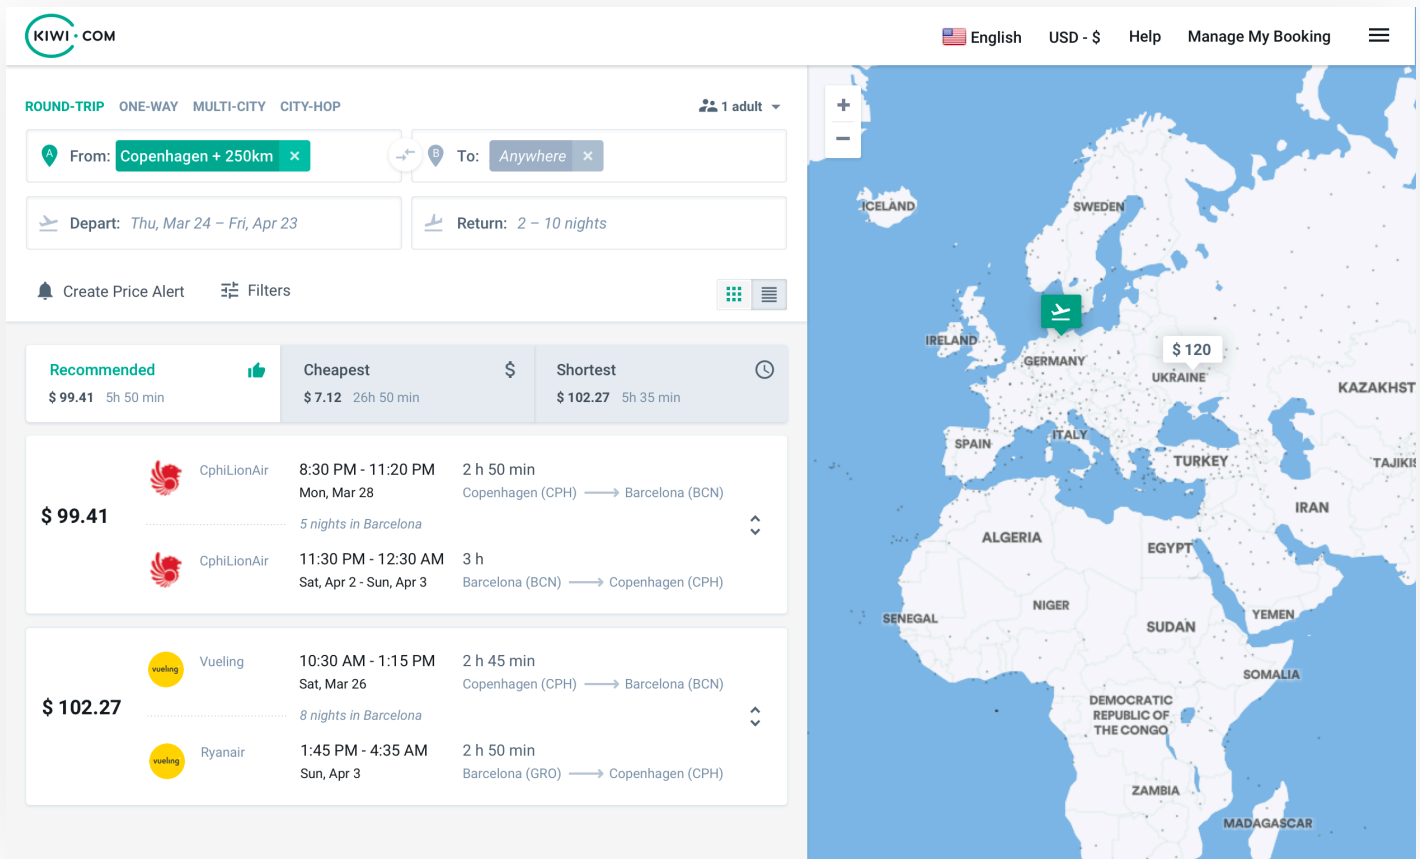 KIWI.COM
English USD - $ Help Manage My Booking
ROUND-TRIP ONE-WAY MULTI-CITY CITY-HOP 1 adult
A From: Copenhagen + 250km × B To: Anywhere ×
Depart: Thu, Mar 24 – Fri, Apr 23 Return: 2 – 10 nights
Create Price Alert Filters
Recommended
$ 99.41 5h 50 min
Cheapest $
$ 7.12 26h 50 min
Shortest
$ 102.27 5h 35 min
$ 99.41
CphiLionAir 8:30 PM - 11:20 PM 2 h 50 min
Mon, Mar 28 Copenhagen (CPH) Barcelona (BCN)
5 nights in Barcelona
CphiLionAir 11:30 PM - 12:30 AM 3 h
Sat, Apr 2 - Sun, Apr 3 Barcelona (BCN) Copenhagen (CPH)
$ 102.27
vueling Vueling 10:30 AM - 1:15 PM 2 h 45 min
Sat, Mar 26 Copenhagen (CPH) Barcelona (BCN)
8 nights in Barcelona
vueling Ryanair 1:45 PM - 4:35 AM 2 h 50 min
Sun, Apr 3 Barcelona (GRO) Copenhagen (CPH)
+
−
ICELAND
SWEDEN
IRELAND
GERMANY
$ 120
UKRAINE
KAZAKHST
SPAIN
ITALY
TURKEY
TAJIKIS
IRAN
ALGERIA
EGYPT
NIGER
SENEGAL
SUDAN
YEMEN
SOMALIA
DEMOCRATIC
REPUBLIC OF
THE CONGO
ZAMBIA
MADAGASCAR